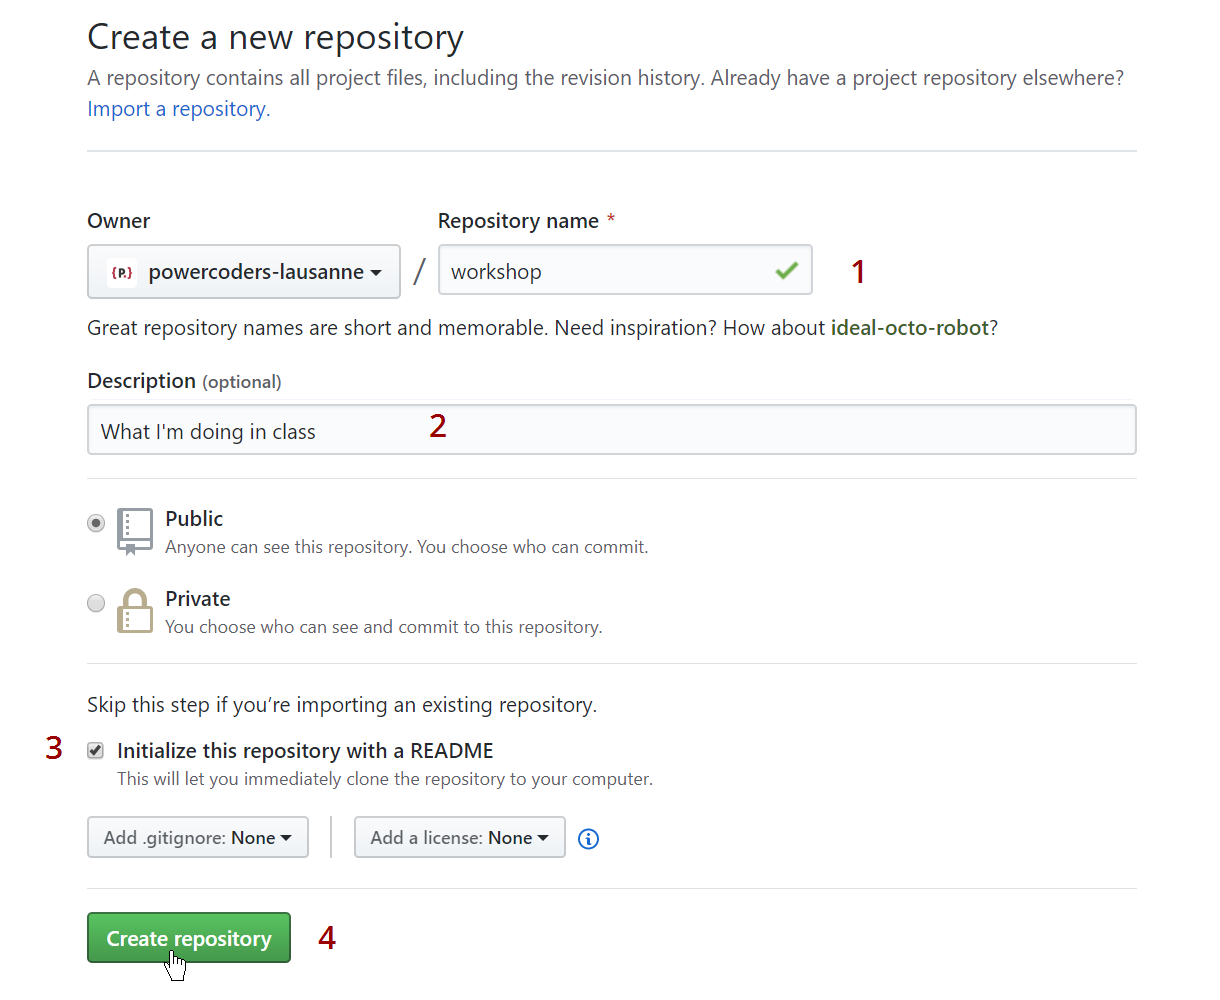 Create a new repository
A repository contains all project files, including the revision history. Already have a project repository elsewhere?
Import a repository.
Owner
Repository name *
{P.} powercoders-lausanne / workshop 1
Great repository names are short and memorable. Need inspiration? How about ideal-octo-robot?
Description (optional)
What I'm doing in class 2
Public
Anyone can see this repository. You choose who can commit.
Private
You choose who can see and commit to this repository.
Skip this step if you’re importing an existing repository.
3 Initialize this repository with a README
This will let you immediately clone the repository to your computer.
Add .gitignore: None Add a license: None i
Create repository 4